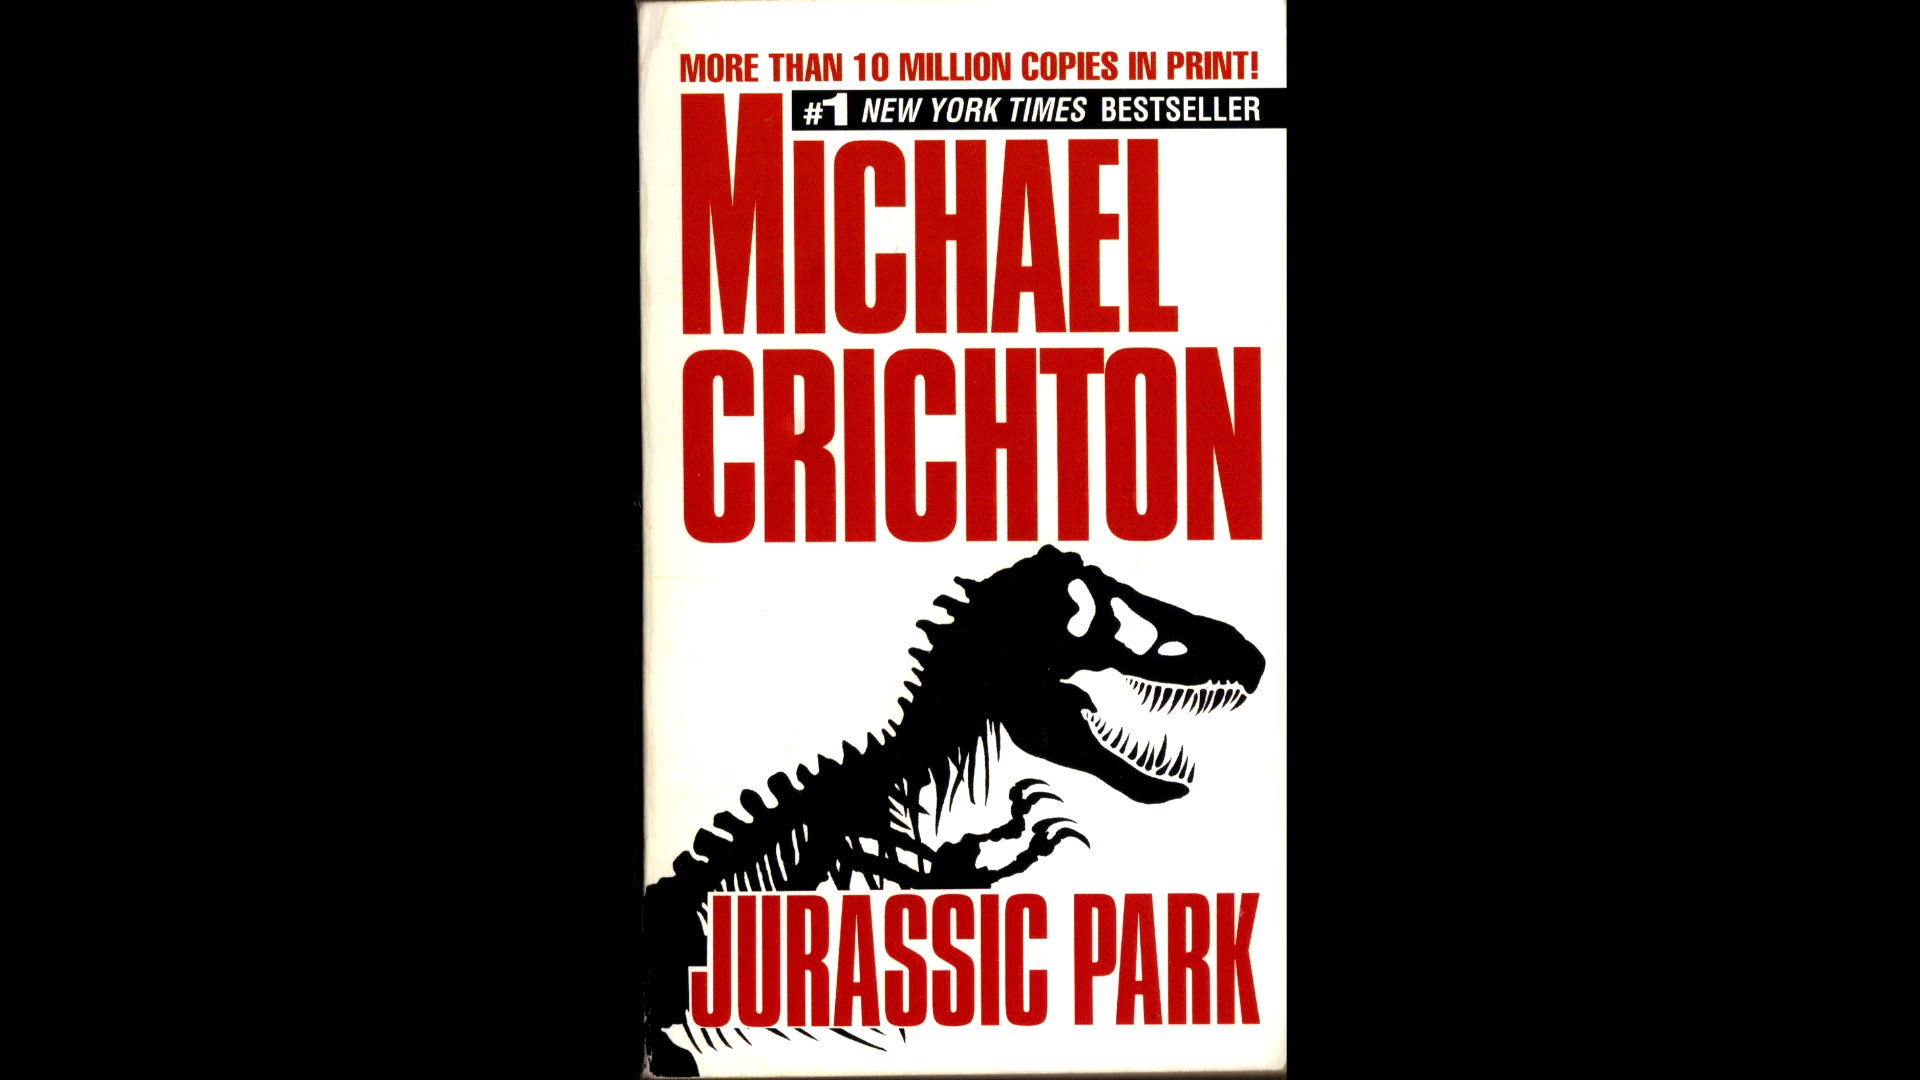 MORE THAN 10 MILLION COPIES IN PRINT!
#1 NEW YORK TIMES BESTSELLER
MICHAEL
CRICHTON
JURASSIC PARK